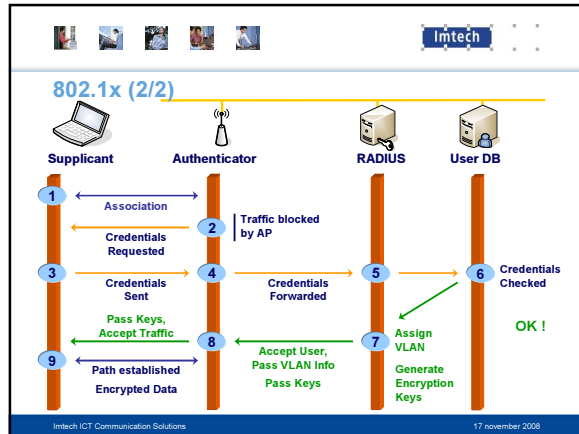 Imtech
802.1x (2/2)
Supplicant
Authenticator
RADIUS
User DB
1
Association
2
Traffic blocked
by AP
Credentials
Requested
3
Credentials
Sent
4
Credentials
Forwarded
5
6
Credentials
Checked
Pass Keys,
Accept Traffic
8
Accept User,
Pass VLAN Info
Pass Keys
7
Assign
VLAN
Generate
Encryption
Keys
OK !
9
Path established
Encrypted Data
Imtech ICT Communication Solutions
17 november 2008